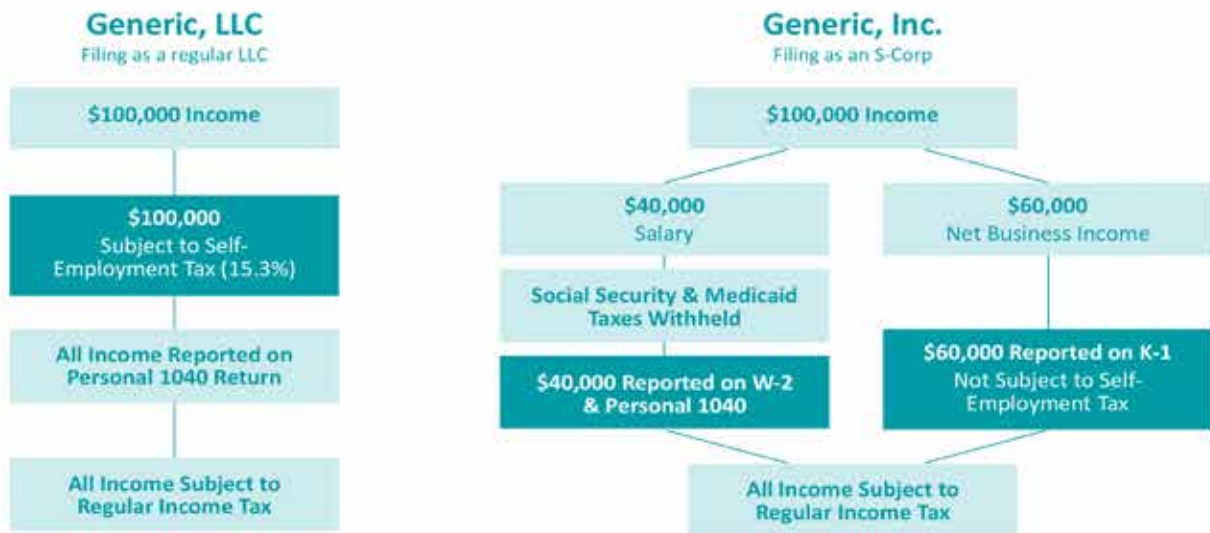 Generic, LLC
Filing as a regular LLC
$100,000 Income
$100,000
Subject to Self-
Employment Tax (15.3%)
All Income Reported on
Personal 1040 Return
All Income Subject to
Regular Income Tax
Generic, Inc.
Filing as an S-Corp
$100,000 Income
$40,000
Salary
Social Security & Medicaid
Taxes Withheld
$40,000 Reported on W-2
& Personal 1040
$60,000
Net Business Income
$60,000 Reported on K-1
Not Subject to Self-
Employment Tax
All Income Subject to
Regular Income Tax